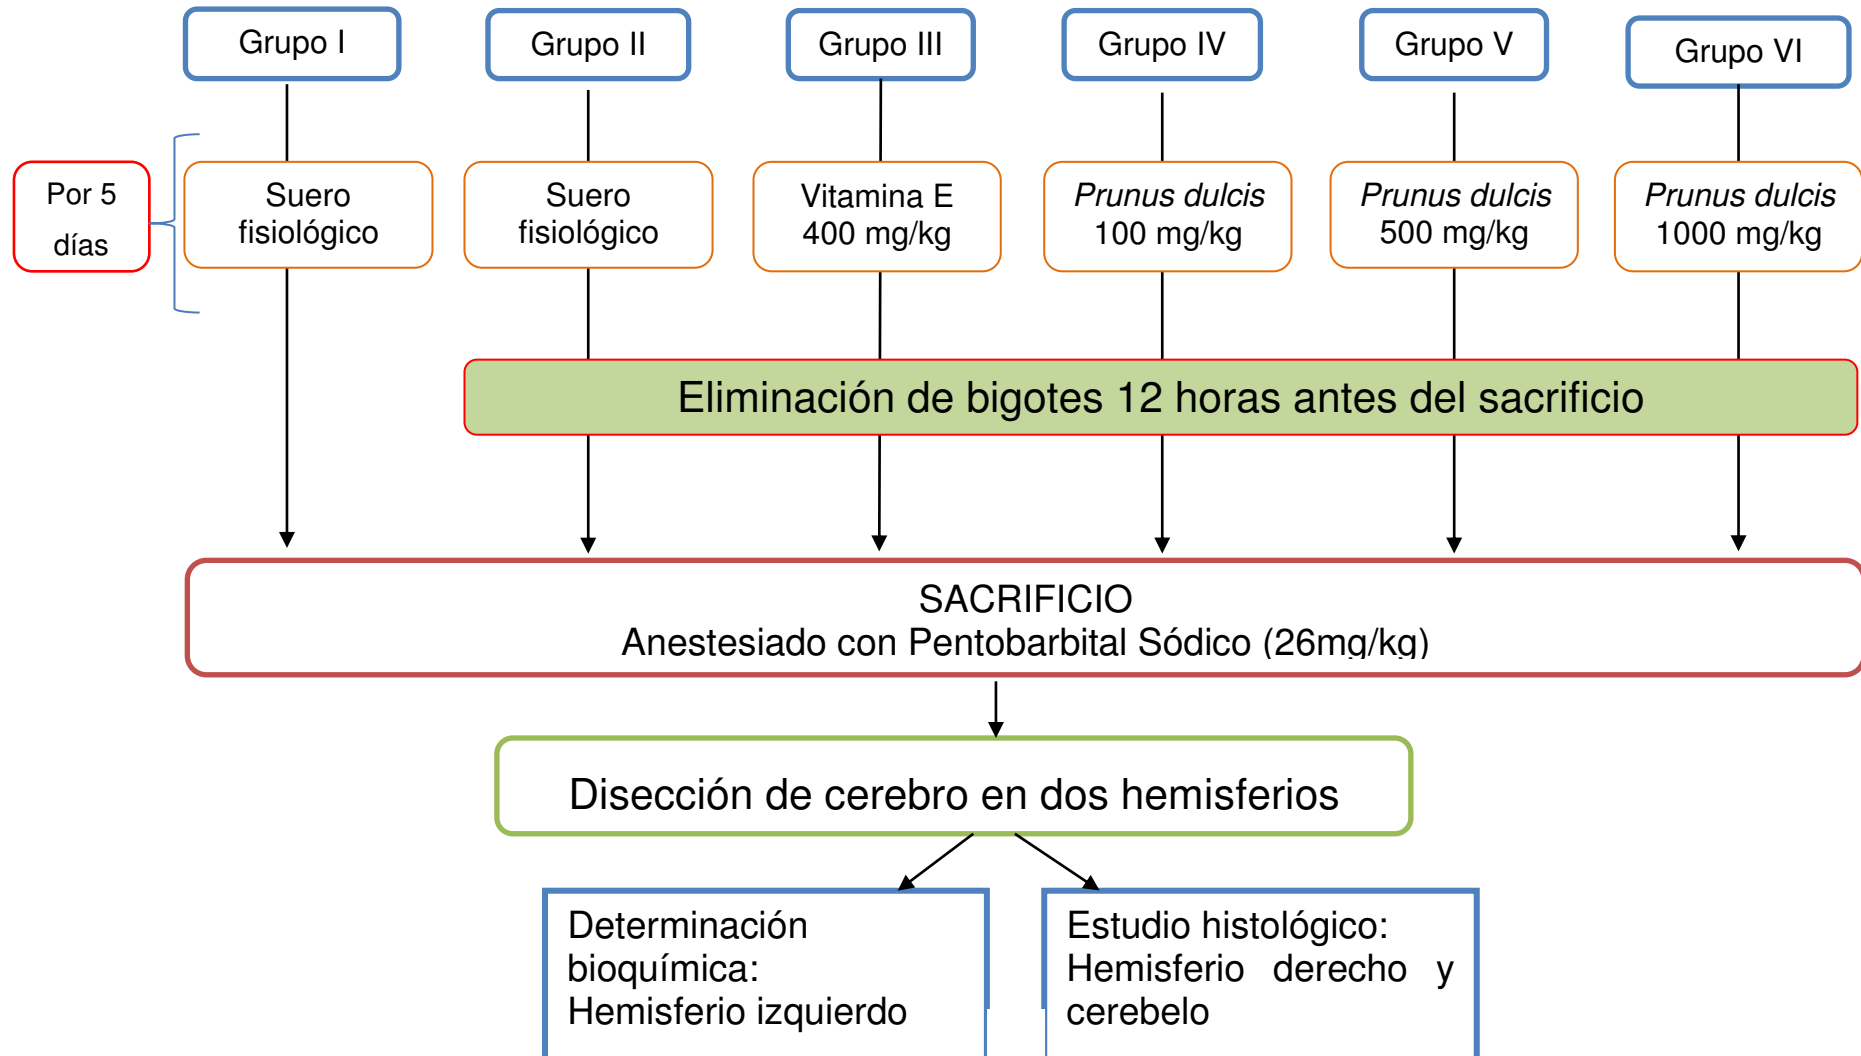 Grupo I
Grupo II
Grupo III
Grupo IV
Grupo V
Grupo VI
Por 5
días
Suero
fisiológico
Suero
fisiológico
Vitamina E
400 mg/kg
Prunus dulcis
100 mg/kg
Prunus dulcis
500 mg/kg
Prunus dulcis
1000 mg/kg
Eliminación de bigotes 12 horas antes del sacrificio
SACRIFICIO
Anestesiado con Pentobarbital Sódico (26mg/kg)
Disección de cerebro en dos hemisferios
Determinación
bioquímica:
Hemisferio izquierdo
Estudio histológico:
Hemisferio derecho y
cerebelo